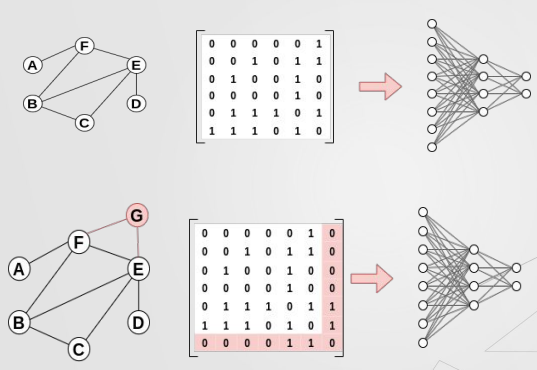 F
A
E
B
D
C
0 0 0 0 0 1
0 0 1 0 1 1
0 1 0 0 1 0
0 0 0 0 1 0
0 1 1 1 0 1
1 1 1 0 1 0
G
F
A
E
B
D
C
0 0 0 0 0 1 0
0 0 1 0 1 1 0
0 1 0 0 1 0 0
0 0 0 0 1 0 0
0 1 1 1 0 1 1
1 1 1 0 1 0 1
0 0 0 0 1 1 0